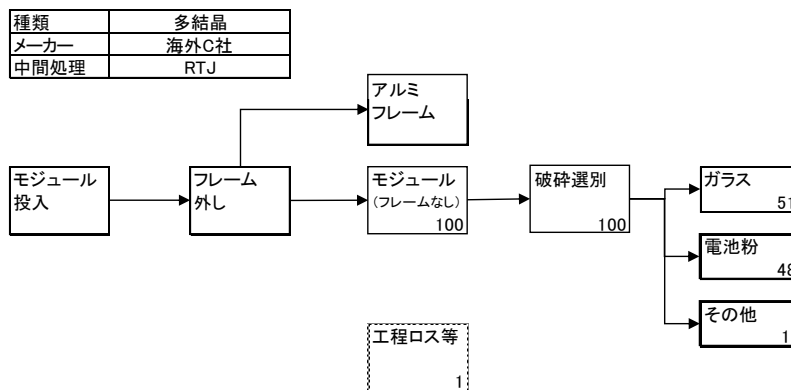 種類 多結晶
メーカー 海外C社
中間処理 RTJ
アルミ
フレーム
モジュール
投入
フレーム
外し
モジュール
(フレームなし)
100
破砕選別
100
ガラス
51
電池粉
48
その他
1
工程ロス等
1